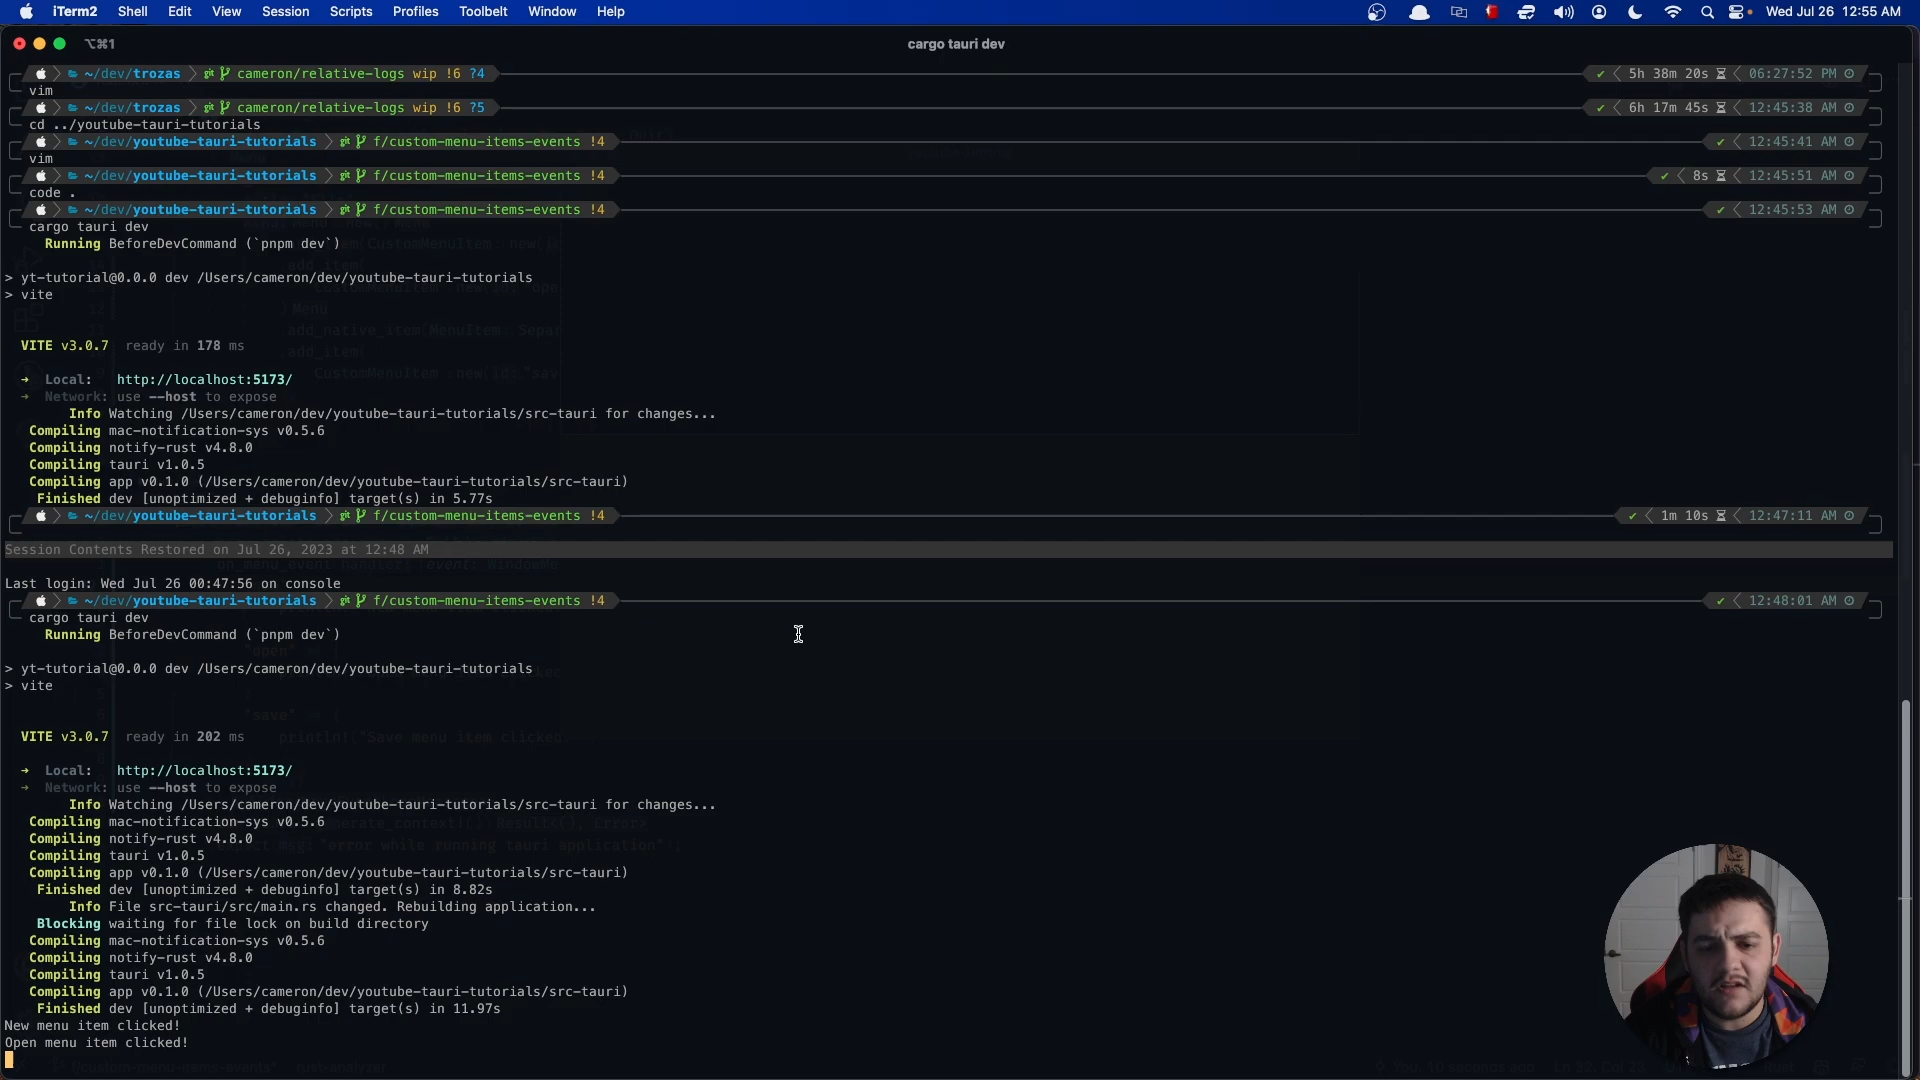 iTerm2 Shell Edit View Session Scripts Profiles Toolbelt Window Help Wed Jul 26 12:55 AM
⌥⌘1 cargo tauri dev
~/dev/trozas cameron/relative-logs wip !6 ?4 ✔ 5h 38m 20s 06:27:52 PM
vim
~/dev/trozas cameron/relative-logs wip !6 ?5 ✔ 6h 17m 45s 12:45:38 AM
cd ../youtube-tauri-tutorials
~/dev/youtube-tauri-tutorials f/custom-menu-items-events !4 ✔ 12:45:41 AM
vim
~/dev/youtube-tauri-tutorials f/custom-menu-items-events !4 ✔ 8s 12:45:51 AM
code .
~/dev/youtube-tauri-tutorials f/custom-menu-items-events !4 ✔ 12:45:53 AM
cargo tauri dev
Running BeforeDevCommand (`pnpm dev`)
> yt-tutorial@0.0.0 dev /Users/cameron/dev/youtube-tauri-tutorials
> vite
VITE v3.0.7 ready in 178 ms
➜ Local: http://localhost:5173/
➜ Network: use --host to expose
Info Watching /Users/cameron/dev/youtube-tauri-tutorials/src-tauri for changes...
Compiling mac-notification-sys v0.5.6
Compiling notify-rust v4.8.0
Compiling tauri v1.0.5
Compiling app v0.1.0 (/Users/cameron/dev/youtube-tauri-tutorials/src-tauri)
Finished dev [unoptimized + debuginfo] target(s) in 5.77s
~/dev/youtube-tauri-tutorials f/custom-menu-items-events !4 ✔ 1m 10s 12:47:11 AM
Session Contents Restored on Jul 26, 2023 at 12:48 AM
Last login: Wed Jul 26 00:47:56 on console
~/dev/youtube-tauri-tutorials f/custom-menu-items-events !4 ✔ 12:48:01 AM
cargo tauri dev
Running BeforeDevCommand (`pnpm dev`)
> yt-tutorial@0.0.0 dev /Users/cameron/dev/youtube-tauri-tutorials
> vite
VITE v3.0.7 ready in 202 ms
➜ Local: http://localhost:5173/
➜ Network: use --host to expose
Info Watching /Users/cameron/dev/youtube-tauri-tutorials/src-tauri for changes...
Compiling mac-notification-sys v0.5.6
Compiling notify-rust v4.8.0
Compiling tauri v1.0.5
Compiling app v0.1.0 (/Users/cameron/dev/youtube-tauri-tutorials/src-tauri)
Finished dev [unoptimized + debuginfo] target(s) in 8.82s
Info File src-tauri/src/main.rs changed. Rebuilding application...
Blocking waiting for file lock on build directory
Compiling mac-notification-sys v0.5.6
Compiling notify-rust v4.8.0
Compiling tauri v1.0.5
Compiling app v0.1.0 (/Users/cameron/dev/youtube-tauri-tutorials/src-tauri)
Finished dev [unoptimized + debuginfo] target(s) in 11.97s
New menu item clicked!
Open menu item clicked!